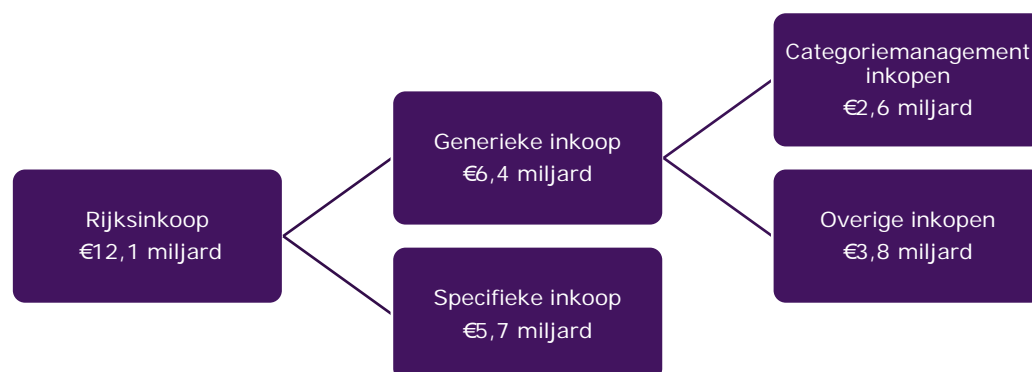 Rijksinkoop
€12,1 miljard
Generieke inkoop
€6,4 miljard
Specifieke inkoop
€5,7 miljard
Categoriemanagement
inkopen
€2,6 miljard
Overige inkopen
€3,8 miljard